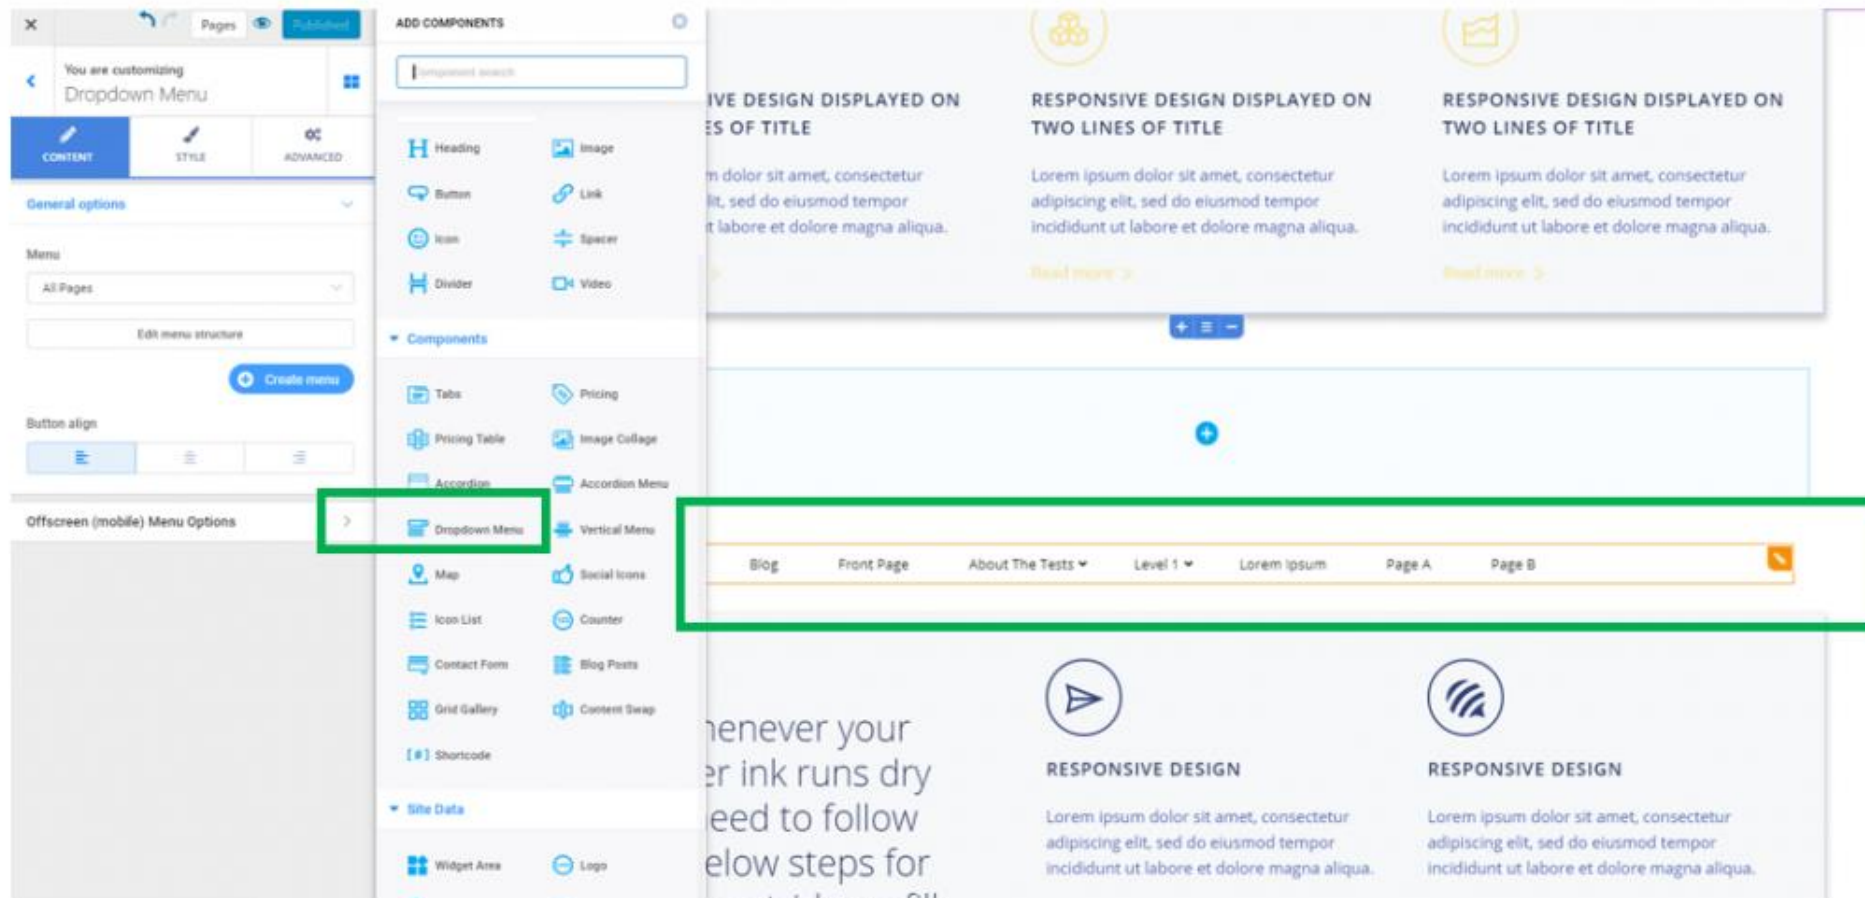 Pages
Published
You are customizing
Dropdown Menu
CONTENT
STYLE
ADVANCED
General options
Menu
All Pages
Edit menu structure
Create menu
Button align
Offscreen (mobile) Menu Options
ADD COMPONENTS
Component search
Heading
Image
Button
Link
Icon
Spacer
Divider
Video
Components
Tabs
Pricing
Pricing Table
Image Collage
Accordion
Accordion Menu
Dropdown Menu
Vertical Menu
Map
Social Icons
Icon List
Counter
Contact Form
Blog Posts
Grid Gallery
Content Swap
[#] Shortcode
Site Data
Widget Area
Logo
IVE DESIGN DISPLAYED ON
ES OF TITLE
m dolor sit amet, consectetur
lit, sed do eiusmod tempor
t labore et dolore magna aliqua.
RESPONSIVE DESIGN DISPLAYED ON
TWO LINES OF TITLE
Lorem ipsum dolor sit amet, consectetur
adipiscing elit, sed do eiusmod tempor
incididunt ut labore et dolore magna aliqua.
Read more
RESPONSIVE DESIGN DISPLAYED ON
TWO LINES OF TITLE
Lorem ipsum dolor sit amet, consectetur
adipiscing elit, sed do eiusmod tempor
incididunt ut labore et dolore magna aliqua.
Read more
Blog Front Page About The Tests Level 1 Lorem Ipsum Page A Page B
henever your
er ink runs dry
eed to follow
elow steps for
RESPONSIVE DESIGN
Lorem ipsum dolor sit amet, consectetur
adipiscing elit, sed do eiusmod tempor
incididunt ut labore et dolore magna aliqua.
RESPONSIVE DESIGN
Lorem ipsum dolor sit amet, consectetur
adipiscing elit, sed do eiusmod tempor
incididunt ut labore et dolore magna aliqua.